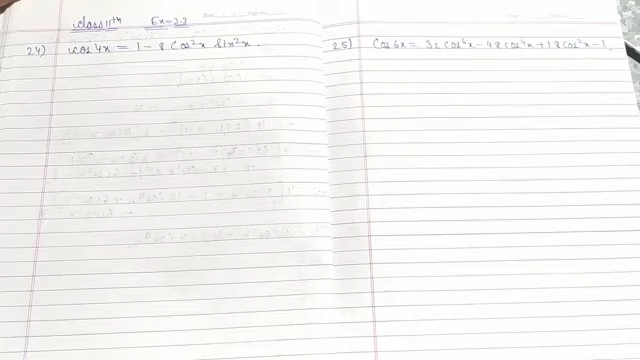 class 11th Ex-3.3
24) cos 4x = 1 - 8 cos²x sin²x.
25) Cos 6x = 32 cos⁶x - 48 cos⁴x + 18 cos²x - 1.